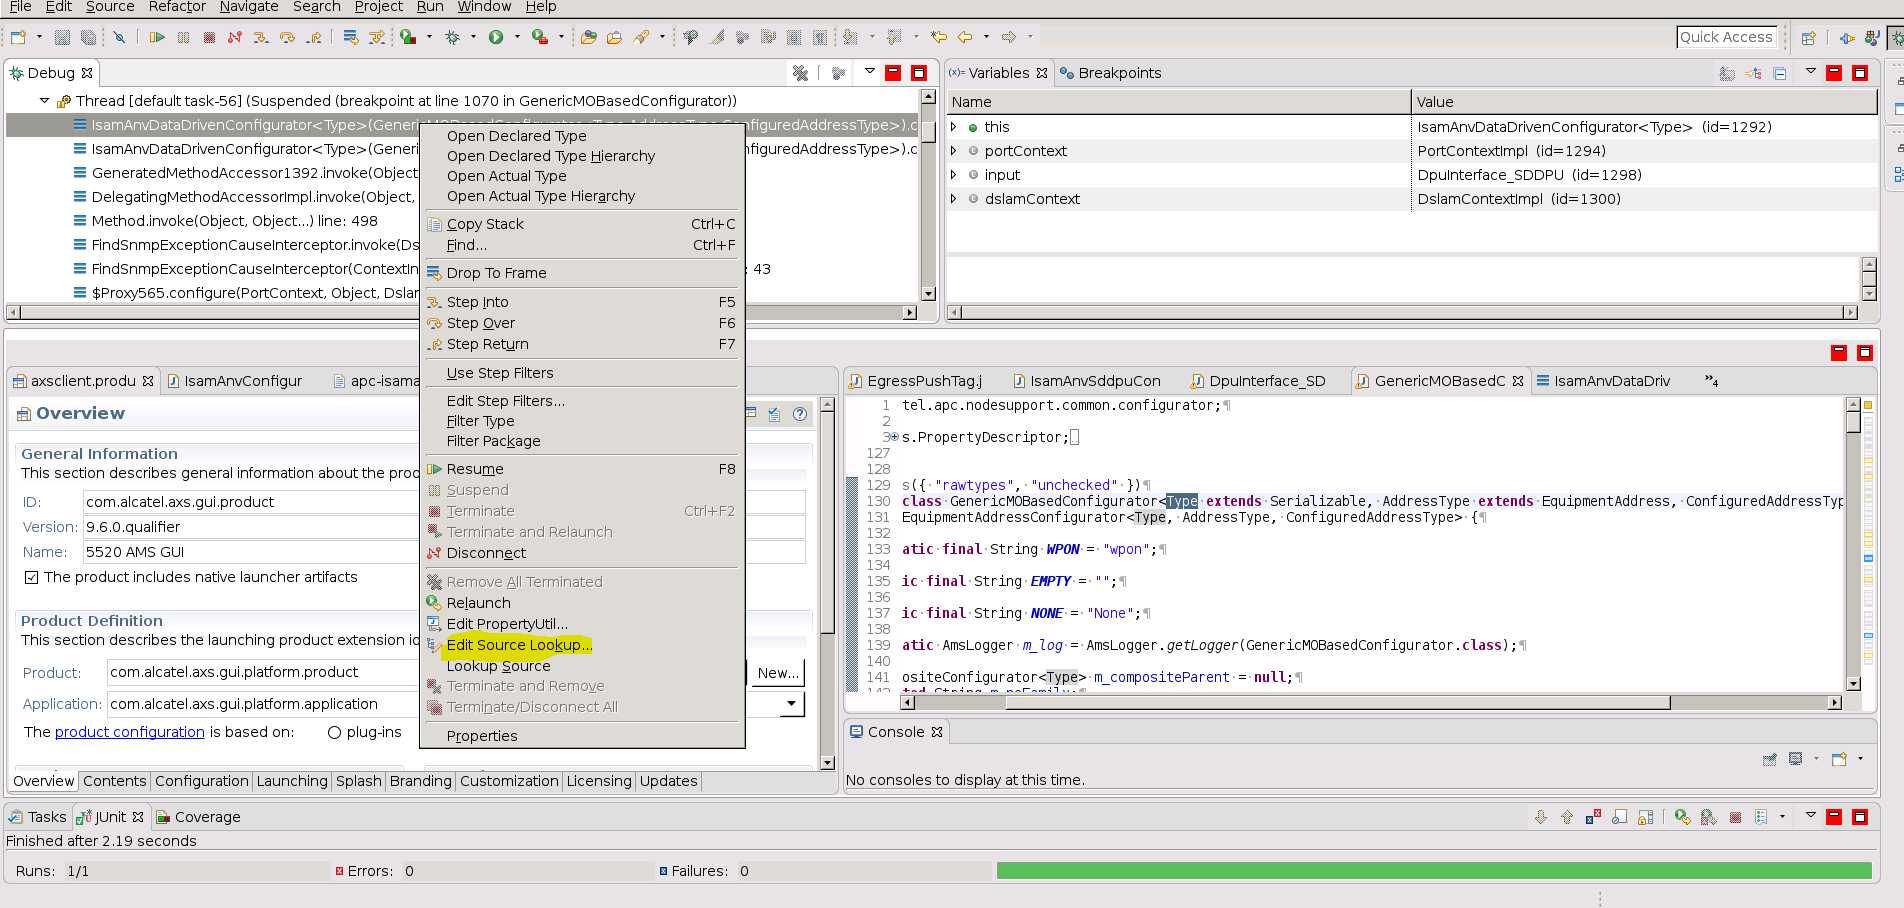 File Edit Source Refactor Navigate Search Project Run Window Help
Quick Access
Debug
Thread [default task-56] (Suspended (breakpoint at line 1070 in GenericMOBasedConfigurator))
IsamAnvDataDrivenConfigurator<Type>(GenericMOBasedConfigurator<Type,AddressType,ConfiguredAddressType>).c
IsamAnvDataDrivenConfigurator<Type>(Generi
figuredAddressType>).c
GeneratedMethodAccessor1392.invoke(Object
DelegatingMethodAccessorImpl.invoke(Object,
Method.invoke(Object, Object...) line: 498
FindSnmpExceptionCauseInterceptor.invoke(Ds
FindSnmpExceptionCauseInterceptor(ContextIn
: 43
$Proxy565.configure(PortContext, Object, Dslan
Open Declared Type
Open Declared Type Hierarchy
Open Actual Type
Open Actual Type Hierarchy
Copy Stack Ctrl+C
Find... Ctrl+F
Drop To Frame
Step Into F5
Step Over F6
Step Return F7
Use Step Filters
Edit Step Filters...
Filter Type
Filter Package
Resume F8
Suspend
Terminate Ctrl+F2
Terminate and Relaunch
Disconnect
Remove All Terminated
Relaunch
Edit PropertyUtil...
Edit Source Lookup...
Lookup Source
Terminate and Remove
Terminate/Disconnect All
Properties
(x)= Variables Breakpoints
Name Value
this IsamAnvDataDrivenConfigurator<Type> (id=1292)
portContext PortContextImpl (id=1294)
input DpuInterface_SDDPU (id=1298)
dslamContext DslamContextImpl (id=1300)
axsclient.produ IsamAnvConfigur apc-isama
Overview
General Information
This section describes general information about the prod
ID: com.alcatel.axs.gui.product
Version: 9.6.0.qualifier
Name: 5520 AMS GUI
The product includes native launcher artifacts
Product Definition
This section describes the launching product extension id
Product: com.alcatel.axs.gui.platform.product
New...
Application: com.alcatel.axs.gui.platform.application
The product configuration is based on: plug-ins
Overview Contents Configuration Launching Splash Branding Customization Licensing Updates
EgressPushTag.j IsamAnvSddpuCon DpuInterface_SD GenericMOBasedC IsamAnvDataDriv »4
1 tel.apc.nodesupport.common.configurator;¶
2
3 s.PropertyDescriptor;
127
128
129 s({ "rawtypes", "unchecked" })¶
130 class GenericMOBasedConfigurator<Type extends Serializable, AddressType extends EquipmentAddress, ConfiguredAddressTyp
131 EquipmentAddressConfigurator<Type, AddressType, ConfiguredAddressType> {¶
132
133 atic final String WPON = "wpon";¶
134
135 ic final String EMPTY = "";¶
136
137 ic final String NONE = "None";¶
138
139 atic AmsLogger m_log = AmsLogger.getLogger(GenericMOBasedConfigurator.class);¶
140
141 ositeConfigurator<Type> m_compositeParent = null;¶
142 ted String m_neFamily;¶
Console
No consoles to display at this time.
Tasks JUnit Coverage
Finished after 2.19 seconds
Runs: 1/1 Errors: 0 Failures: 0